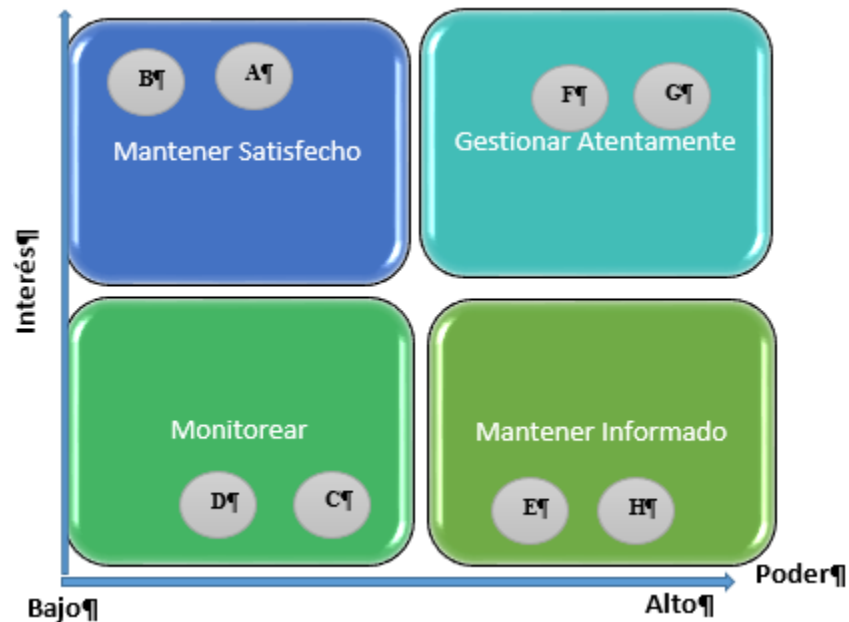 B¶
A¶
F¶
G¶
Mantener Satisfecho
Gestionar Atentamente
Interés¶
Monitorear
Mantener Informado
D¶
C¶
E¶
H¶
Poder¶
Bajo¶
Alto¶